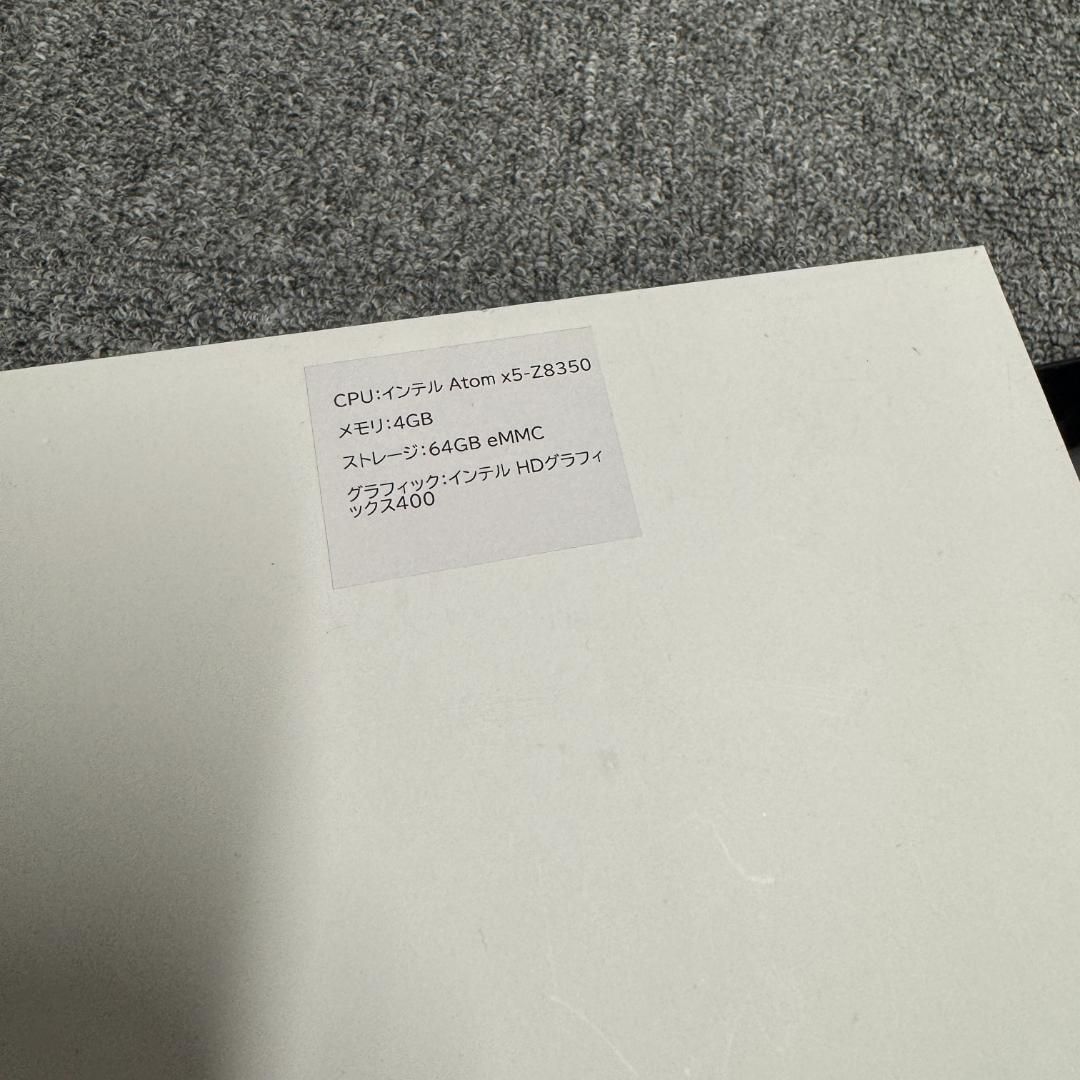 CPU:インテル Atom x5-Z8350
メモリ:4GB
ストレージ:64GB eMMC
グラフィック:インテル HDグラフィ
ックス400